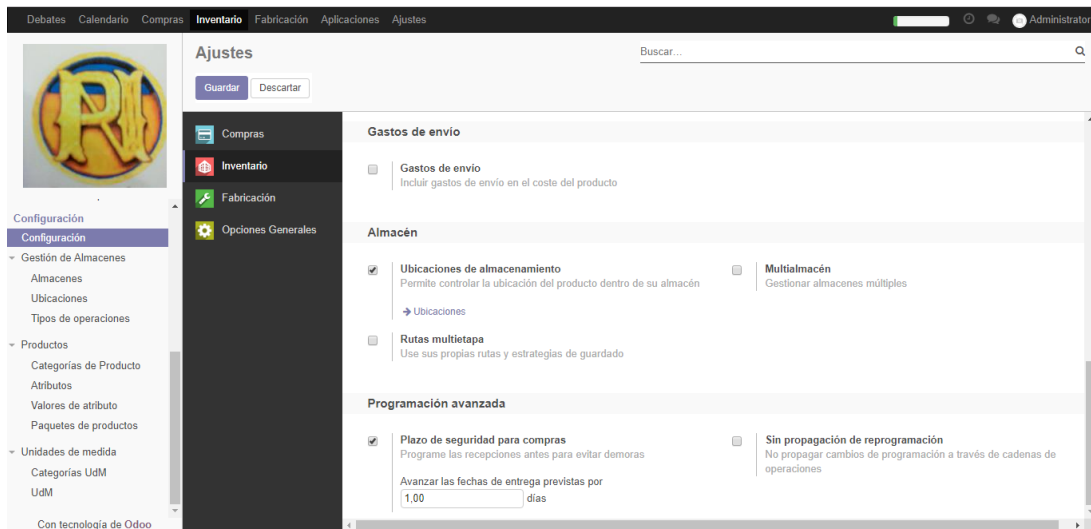 Debates Calendario Compras Inventario Fabricación Aplicaciones Ajustes Administrator
RI
Ajustes
Buscar...
Guardar Descartar
Compras
Inventario
Fabricación
Opciones Generales
Configuración
Configuración
Gestión de Almacenes
Almacenes
Ubicaciones
Tipos de operaciones
Productos
Categorías de Producto
Atributos
Valores de atributo
Paquetes de productos
Unidades de medida
Categorías UdM
UdM
Con tecnología de Odoo
Gastos de envío
Gastos de envío
Incluir gastos de envío en el coste del producto
Almacén
Ubicaciones de almacenamiento
Permite controlar la ubicación del producto dentro de su almacén
Ubicaciones
Multialmacén
Gestionar almacenes múltiples
Rutas multietapa
Use sus propias rutas y estrategias de guardado
Programación avanzada
Plazo de seguridad para compras
Programe las recepciones antes para evitar demoras
Avanzar las fechas de entrega previstas por
1,00 días
Sin propagación de reprogramación
No propagar cambios de programación a través de cadenas de
operaciones